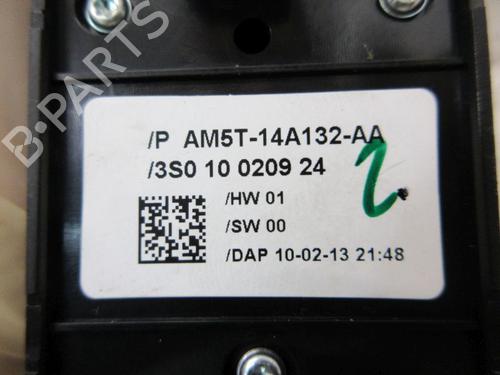 B-PARTS
/P AM5T-14A132-AA
/3S0 10 0209 24
/HW 01
/SW 00
/DAP 10-02-13 21:48
2